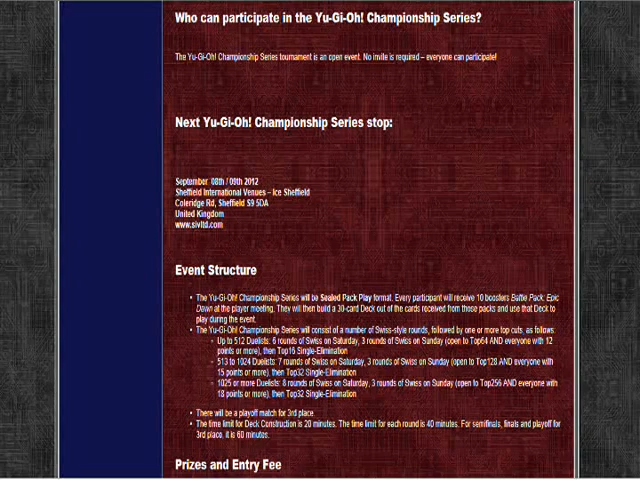 Who can participate in the Yu-Gi-Oh! Championship Series?
The Yu-Gi-Oh! Championship Series tournament is an open event. No invite is required – everyone can participate!
Next Yu-Gi-Oh! Championship Series stop:
September 08th / 09th 2012
Sheffield International Venues – Ice Sheffield
Coleridge Rd, Sheffield S9 5DA
United Kingdom
www.sivltd.com
Event Structure
• The Yu-Gi-Oh! Championship Series will be Sealed Pack Play format. Every participant will receive 10 boosters Battle Pack: Epic
Dawn at the player meeting. They will then build a 30-card Deck out of the cards received from those packs and use that Deck to
play during the event.
• The Yu-Gi-Oh! Championship Series will consist of a number of Swiss-style rounds, followed by one or more top cuts, as follows:
◦ Up to 512 Duelists: 6 rounds of Swiss on Saturday, 3 rounds of Swiss on Sunday (open to Top64 AND everyone with 12
points or more), then Top16 Single-Elimination
◦ 513 to 1024 Duelists: 7 rounds of Swiss on Saturday, 3 rounds of Swiss on Sunday (open to Top128 AND everyone with
15 points or more), then Top32 Single-Elimination
◦ 1025 or more Duelists: 8 rounds of Swiss on Saturday, 3 rounds of Swiss on Sunday (open to Top256 AND everyone with
18 points or more), then Top32 Single-Elimination
• There will be a playoff match for 3rd place.
• The time limit for Deck Construction is 20 minutes. The time limit for each round is 40 minutes. For semifinals, finals and playoff for
3rd place, it is 60 minutes.
Prizes and Entry Fee